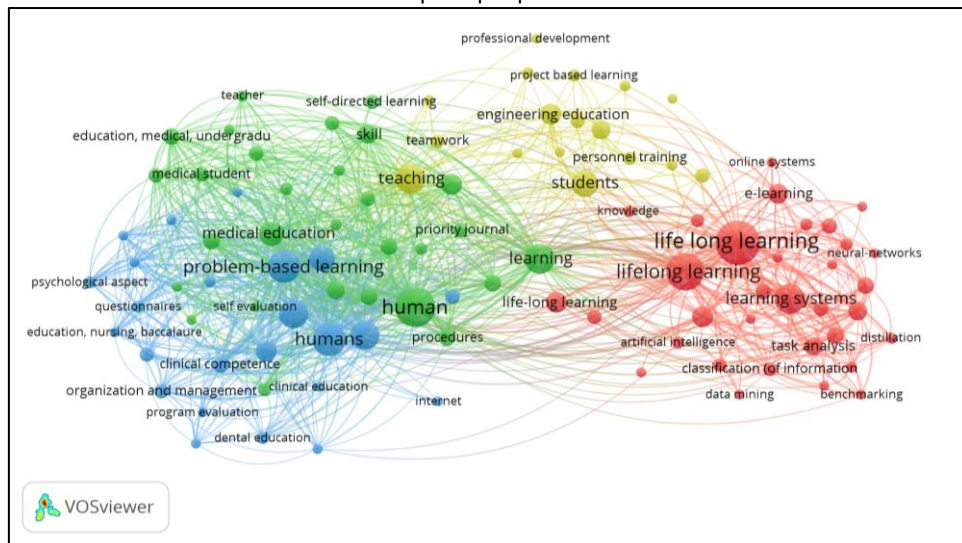 professional development
project based learning
teacher
self-directed learning
engineering education
education, medical, undergradu
skill
teamwork
personnel training
online systems
medical student
teaching
students
e-learning
knowledge
medical education
priority journal
life long learning
neural-networks
problem-based learning
learning
lifelong learning
psychological aspect
questionnaires
self evaluation
human
life-long learning
learning systems
education, nursing, baccalaure
humans
procedures
artificial intelligence
task analysis
distillation
clinical competence
classification (of information
organization and management
clinical education
data mining
benchmarking
internet
program evaluation
dental education
VOSviewer